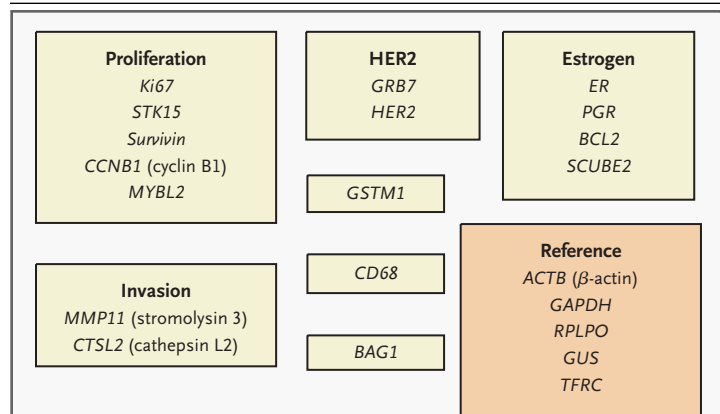 Proliferation
Ki67
STK15
Survivin
CCNB1 (cyclin B1)
MYBL2
HER2
GRB7
HER2
Estrogen
ER
PGR
BCL2
SCUBE2
GSTM1
Invasion
MMP11 (stromolysin 3)
CTSL2 (cathepsin L2)
CD68
BAG1
Reference
ACTB (β-actin)
GAPDH
RPLPO
GUS
TFRC